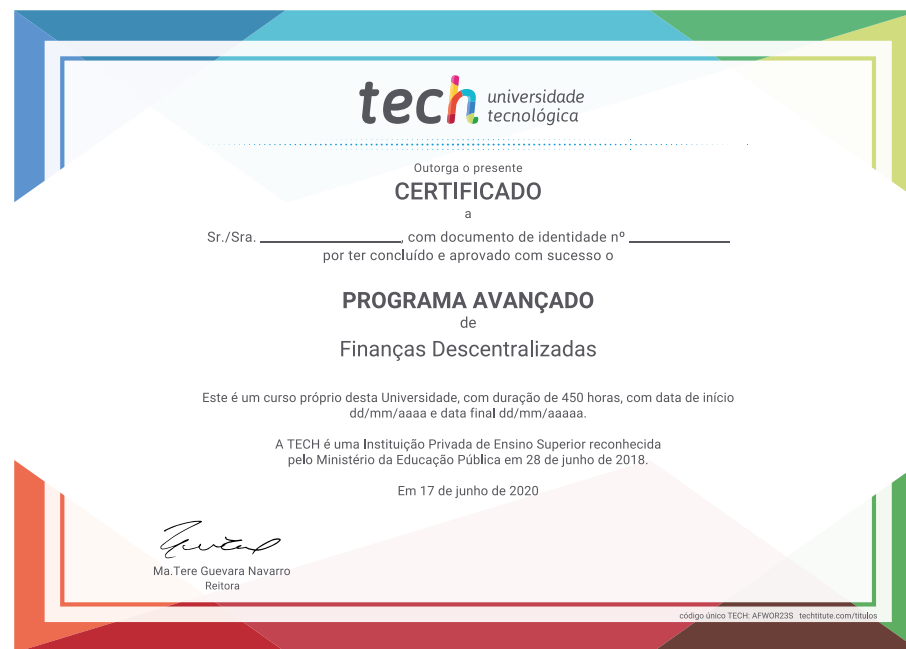 tech universidade
tecnológica
Outorga o presente
CERTIFICADO
a
Sr./Sra. ____________, com documento de identidade nº ____________
por ter concluído e aprovado com sucesso o
PROGRAMA AVANÇADO
de
Finanças Descentralizadas
Este é um curso próprio desta Universidade, com duração de 450 horas, com data de início
dd/mm/aaaa e data final dd/mm/aaaaa.
A TECH é uma Instituição Privada de Ensino Superior reconhecida
pelo Ministério da Educação Pública em 28 de junho de 2018.
Em 17 de junho de 2020
Ma.Tere Guevara Navarro
Reitora
código único TECH: AFWOR23S techtitute.com/titulos